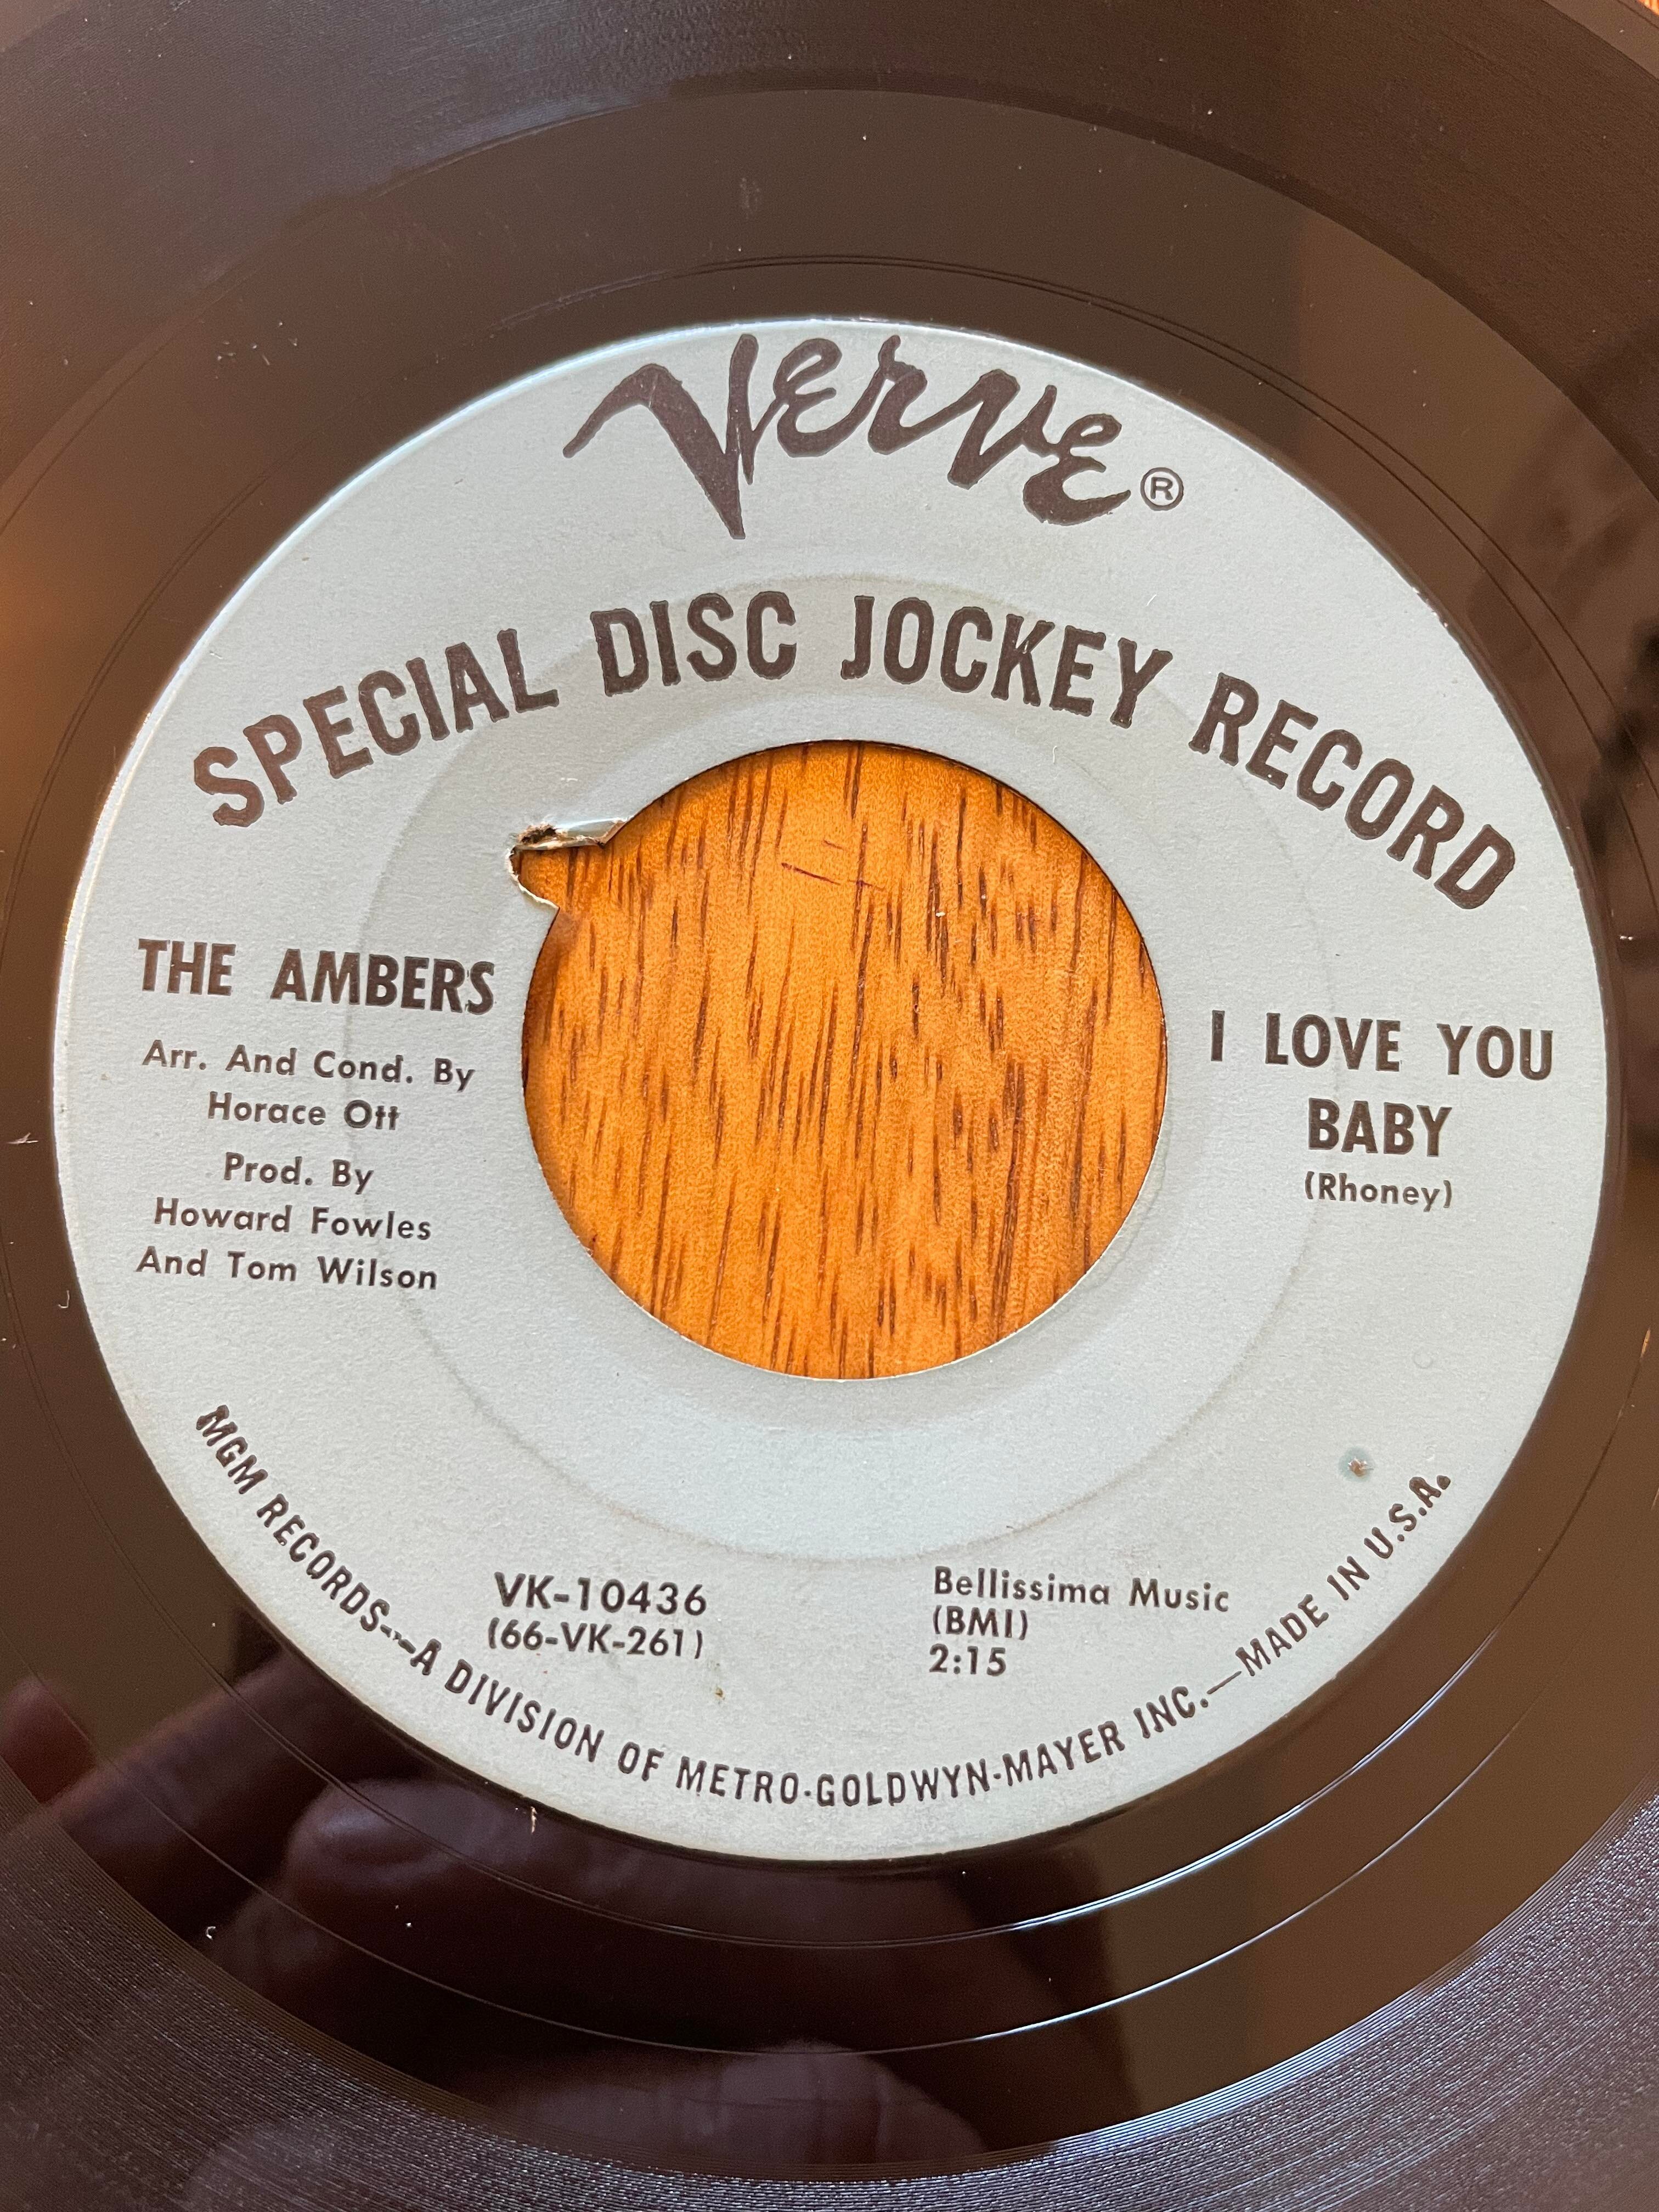 Verve®
SPECIAL DISC JOCKEY RECORD
THE AMBERS
Arr. And Cond. By
Horace Ott
Prod. By
Howard Fowles
And Tom Wilson
I LOVE YOU
BABY
(Rhoney)
VK-10436
(66-VK-261)
Bellissima Music
(BMI)
2:15
MGM RECORDS--A DIVISION OF METRO-GOLDWYN-MAYER INC.—MADE IN U.S.A.